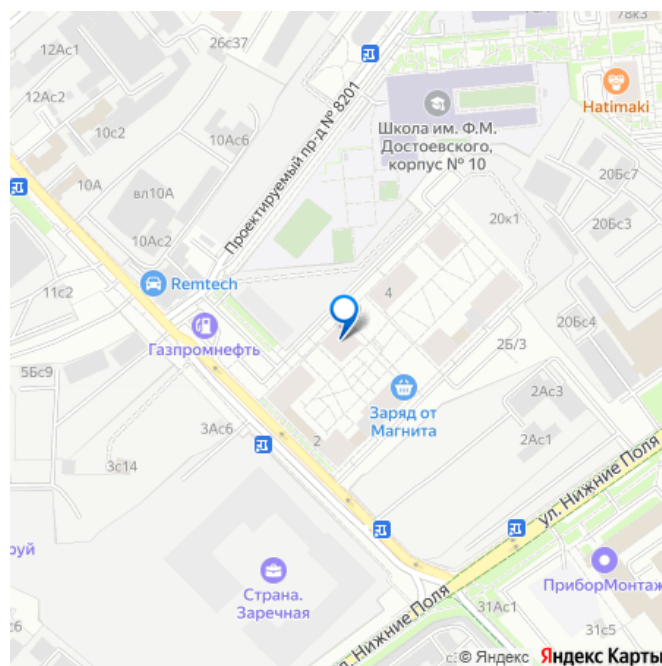 78к3
12Ас1
26с37
12Ас2
10с2
10Ас6
10А
вл10А
10Ас2
Проектируемый пр-д № 8201
Школа им. Ф.М.
Достоевского,
корпус № 10
Hatimaki
20Бс7
20Бс3
20к1
11с2
Remtech
Газпромнефть
4
20Бс4
2Б/3
5Бс9
3Ас6
Заряд от
Магнита
2Ас3
2Ас1
3с14
2
ул. Нижние Поля
Страна.
Заречная
ПриборМонтаж
31Ас1
31с5
ул. Нижние Поля
© Яндекс Яндекс Карты